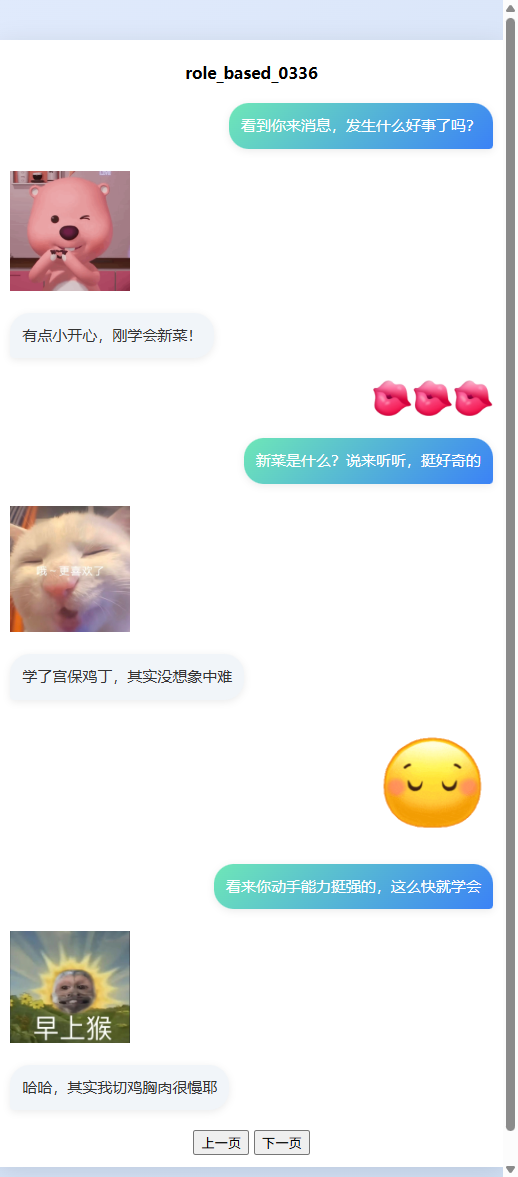 role_based_0336
看到你来消息，发生什么好事了吗？
LOVE
有点小开心，刚学会新菜！
新菜是什么？说来听听，挺好奇的
哦～更喜欢了
学了宫保鸡丁，其实没想象中难
看来你动手能力挺强的，这么快就学会
早上猴
哈哈，其实我切鸡胸肉很慢耶
上一页 下一页